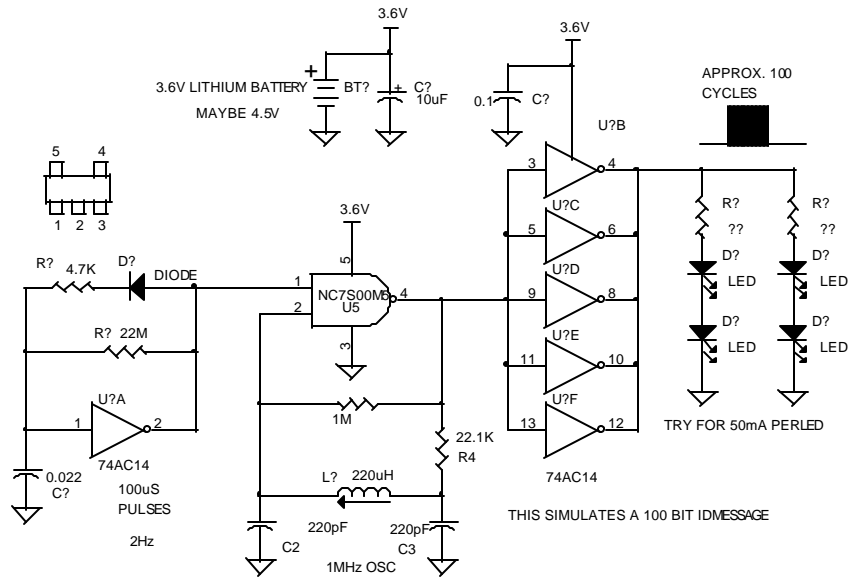 3.6V
3.6V
3.6V LITHIUM BATTERY
MAYBE 4.5V
+
BT?
+
C?
10uF
0.1
C?
APPROX. 100
CYCLES
U?B
3
4
5
4
1
2
3
U?C
5
6
R?
??
R?
??
3.6V
R?
4.7K
D?
DIODE
5
1
2
NC7S00M5
U5
4
3
U?D
9
8
D?
LED
D?
LED
R?
22M
U?E
11
10
D?
LED
D?
LED
U?A
1
2
74AC14
1M
U?F
13
12
74AC14
TRY FOR 50mA PERLED
22.1K
R4
0.022
C?
100uS
PULSES
2Hz
L?
220uH
220pF
C2
220pF
C3
1MHz OSC
THIS SIMULATES A 100 BIT IDMESSAGE